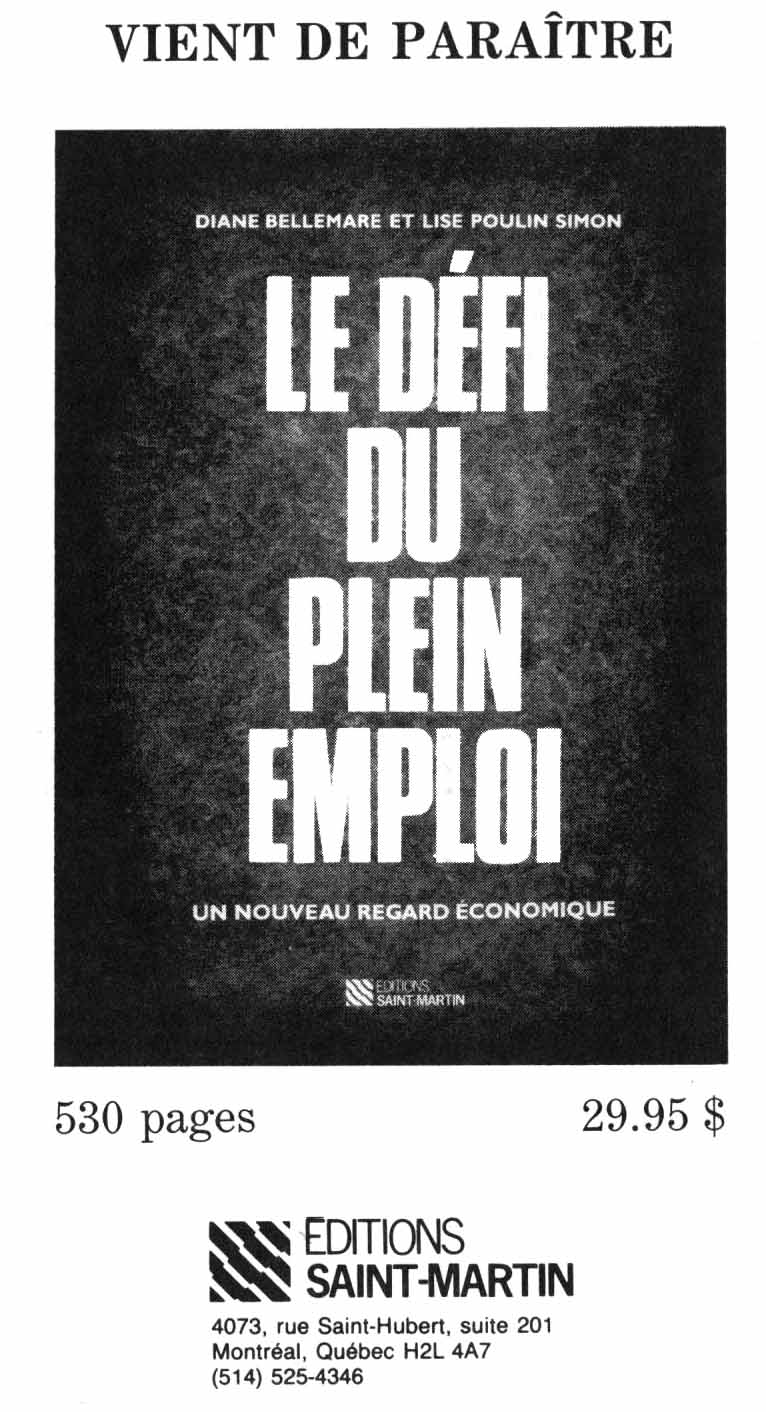 VIENT DE PARAÎTRE
DIANE BELLEMARE ET LISE POULIN SIMON
LE DÉFI
DU
PLEIN
EMPLOI
UN NOUVEAU REGARD ÉCONOMIQUE
EDITIONS
SAINT-MARTIN
530 pages
29.95 $
EDITIONS
SAINT-MARTIN
4073, rue Saint-Hubert, suite 201
Montréal, Québec H2L 4A7
(514) 525-4346